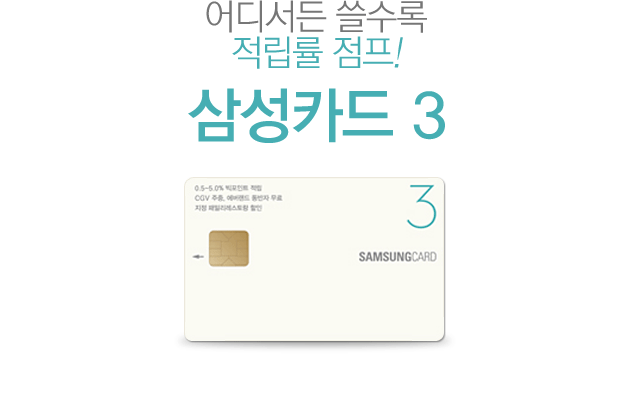 어디서든 쓸수록
적립률 점프!
삼성카드 3
0.5~5.0% 빅포인트 적립
CGV 주중, 에버랜드 동반자 무료
지정 패밀리레스토랑 할인
3
SAMSUNGCARD